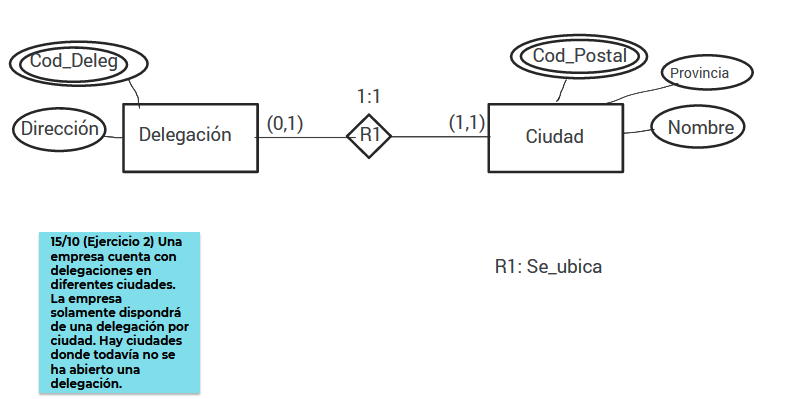 Cod_Deleg
Cod_Postal
Provincia
Dirección
Nombre
1:1
Delegación
(0,1)
R1
(1,1)
Ciudad
15/10 (Ejercicio 2) Una
empresa cuenta con
delegaciones en
diferentes ciudades.
La empresa
solamente dispondrá
de una delegación por
ciudad. Hay ciudades
donde todavía no se
ha abierto una
delegación.
R1: Se_ubica